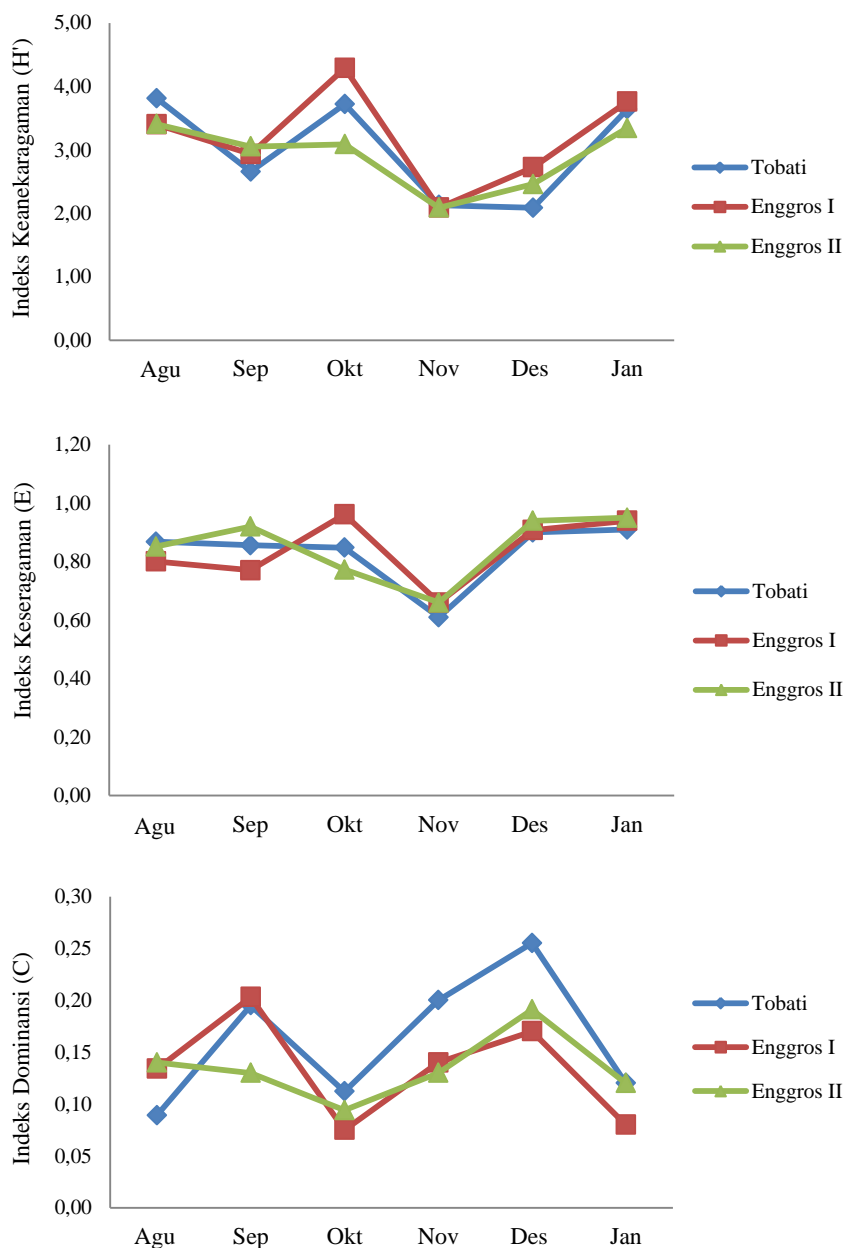 Indeks Keanekaragaman (H')
5,00
4,00
3,00
2,00
1,00
0,00
Agu Sep Okt Nov Des Jan
Tobati
Enggros I
Enggros II
Indeks Keseragaman (E)
1,20
1,00
0,80
0,60
0,40
0,20
0,00
Agu Sep Okt Nov Des Jan
Tobati
Enggros I
Enggros II
Indeks Dominansi (C)
0,30
0,25
0,20
0,15
0,10
0,05
0,00
Agu Sep Okt Nov Des Jan
Tobati
Enggros I
Enggros II